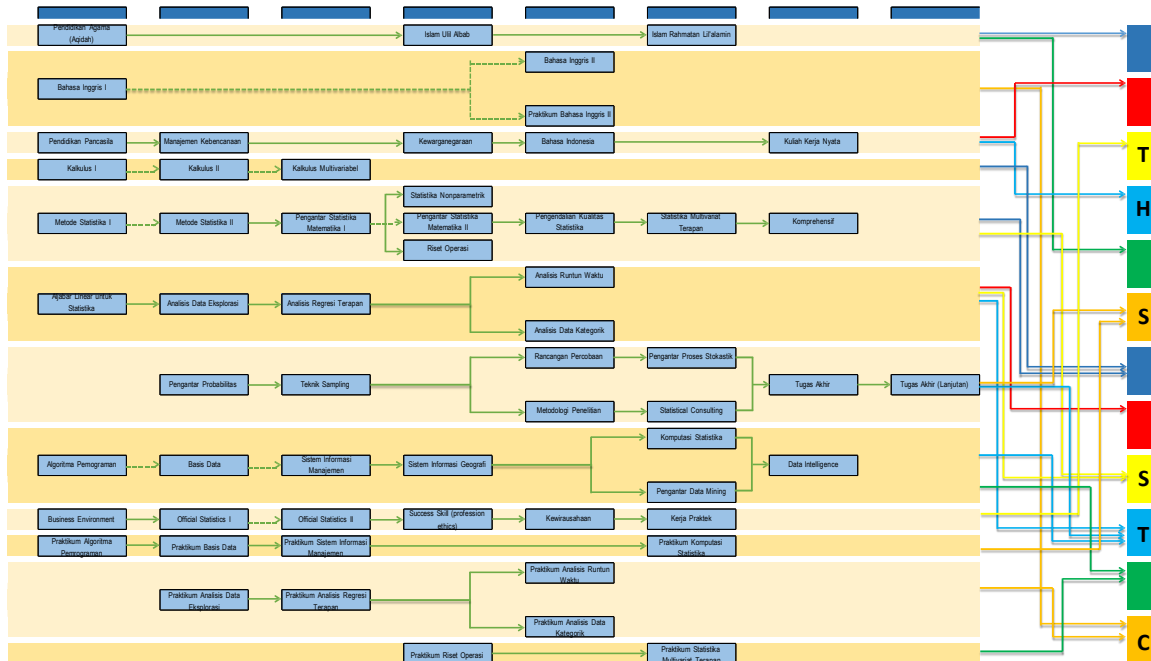 Pendidikan Agama
(Aqidah)
Islam Ulil Albab
Islam Rahmatan Lil'alamin
Bahasa Inggris II
Bahasa Inggris I
Praktikum Bahasa Inggris II
Pendidikan Pancasila
Manajemen Kebencanaan
Kewarganegaraan
Bahasa Indonesia
Kuliah Kerja Nyata
T
Kalkulus I
Kalkulus II
Kalkulus Multivariabel
Statistika Nonparametrik
H
Metode Statistika I
Metode Statistika II
Pengantar Statistika
Matematika I
Pengantar Statistika
Matematika II
Pengendalian Kualitas
Statistika
Statistika Multivariat
Terapan
Komprehensif
Riset Operasi
Analisis Runtun Waktu
Aljabar Linear untuk
Statistika
Analisis Data Eksplorasi
Analisis Regresi Terapan
S
Analisis Data Kategorik
Rancangan Percobaan
Pengantar Proses Stokastik
Pengantar Probabilitas
Teknik Sampling
Tugas Akhir
Tugas Akhir (Lanjutan)
Metodologi Penelitian
Statistical Consulting
Komputasi Statistika
Algoritma Pemograman
Basis Data
Sistem Informasi
Manajemen
Sistem Informasi Geografi
Data Intelligence
S
Pengantar Data Mining
Business Environment
Official Statistics I
Official Statistics II
Success Skill (profession
ethics)
Kewirausahaan
Kerja Praktek
T
Praktikum Algoritma
Pemprograman
Praktikum Basis Data
Praktikum Sistem Informasi
Manajemen
Praktikum Komputasi
Statistika
Praktikum Analisis Runtun
Waktu
Praktikum Analisis Data
Eksplorasi
Praktikum Analisis Regresi
Terapan
Praktikum Analisis Data
Kategorik
C
Praktikum Riset Operasi
Praktikum Statistika
Multivariat Terapan